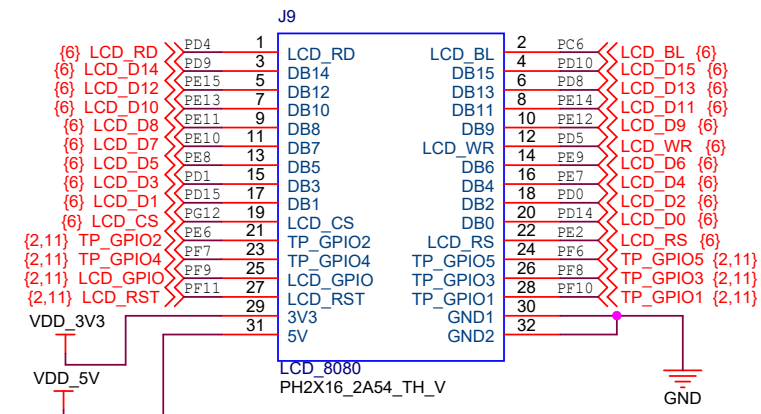 J9
{6} LCD_RD PD4 1 LCD_RD LCD_BL 2 PC6 LCD_BL {6}
{6} LCD_D14 PD9 3 DB14 DB15 4 PD10 LCD_D15 {6}
{6} LCD_D12 PE15 5 DB12 DB13 6 PD8 LCD_D13 {6}
{6} LCD_D10 PE13 7 DB10 DB11 8 PE14 LCD_D11 {6}
{6} LCD_D8 PE11 9 DB8 DB9 10 PE12 LCD_D9 {6}
{6} LCD_D7 PE10 11 DB7 LCD_WR 12 PD5 LCD_WR {6}
{6} LCD_D5 PE8 13 DB5 DB6 14 PE9 LCD_D6 {6}
{6} LCD_D3 PD1 15 DB3 DB4 16 PE7 LCD_D4 {6}
{6} LCD_D1 PD15 17 DB1 DB2 18 PD0 LCD_D2 {6}
{6} LCD_CS PG12 19 LCD_CS DB0 20 PD14 LCD_D0 {6}
{2,11} TP_GPIO2 PE6 21 TP_GPIO2 LCD_RS 22 PE2 LCD_RS {6}
{2,11} TP_GPIO4 PF7 23 TP_GPIO4 TP_GPIO5 24 PF6 TP_GPIO5 {2,11}
{2,11} LCD_GPIO PF9 25 LCD_GPIO TP_GPIO3 26 PF8 TP_GPIO3 {2,11}
{2,11} LCD_RST PF11 27 LCD_RST TP_GPIO1 28 PF10 TP_GPIO1 {2,11}
29 3V3 GND1 30
VDD_3V3
31 5V GND2 32
LCD_8080
VDD_5V
PH2X16_2A54_TH_V
GND